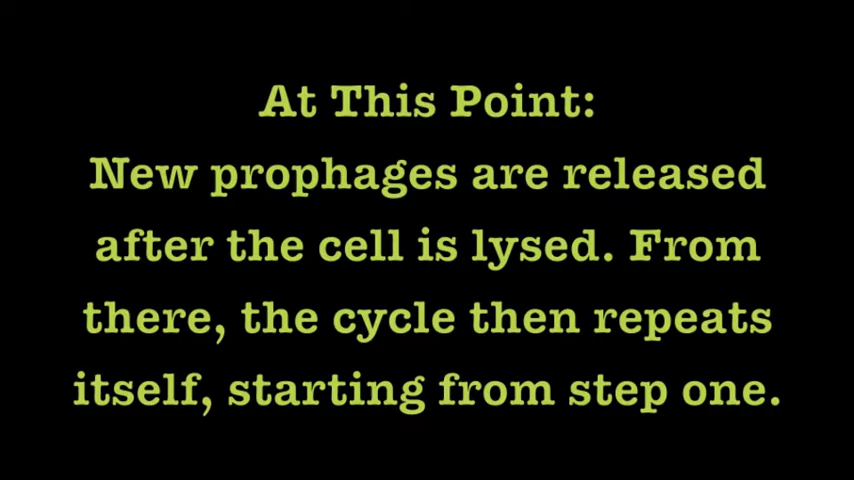 At This Point:
New prophages are released
after the cell is lysed. From
there, the cycle then repeats
itself, starting from step one.